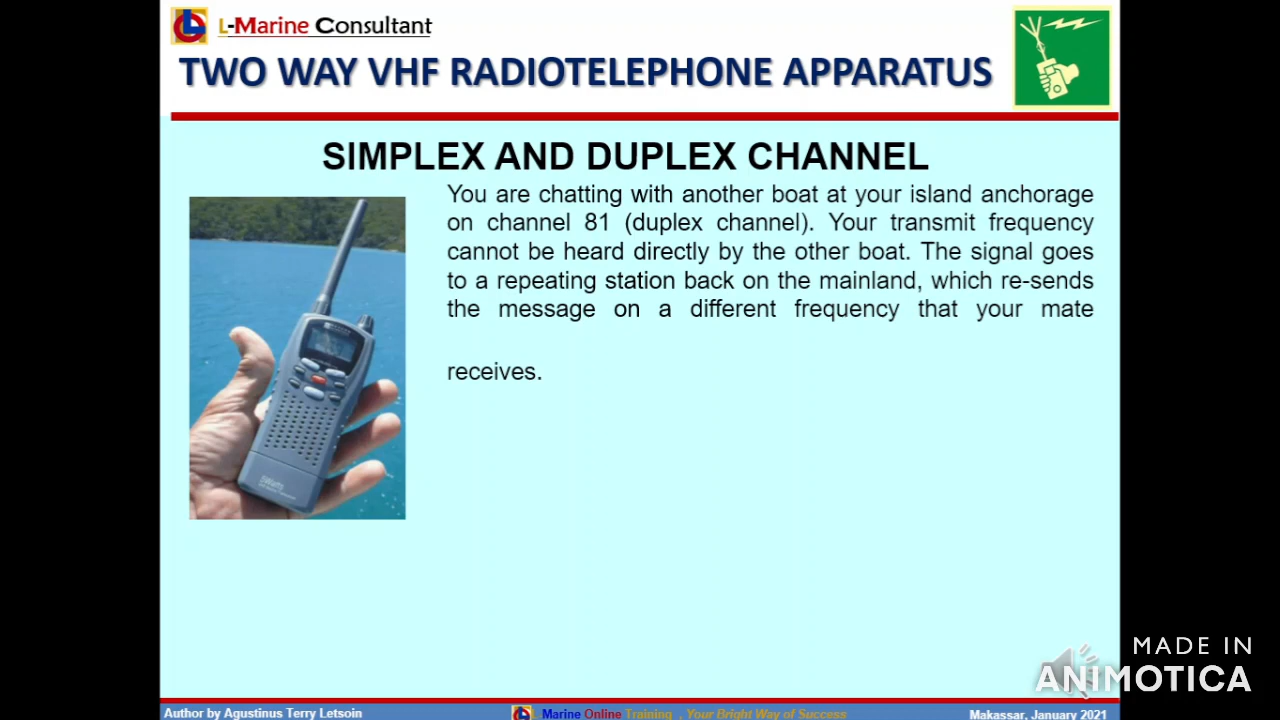 L-Marine Consultant
TWO WAY VHF RADIOTELEPHONE APPARATUS
SIMPLEX AND DUPLEX CHANNEL
You are chatting with another boat at your island anchorage
on channel 81 (duplex channel). Your transmit frequency
cannot be heard directly by the other boat. The signal goes
to a repeating station back on the mainland, which re-sends
the message on a different frequency that your mate
receives.
MADE IN
ANIMOTICA
Author by Agustinus Terry Letsoin
Marine Online Training , Your Bright Way of Success
Makassar, January 2021